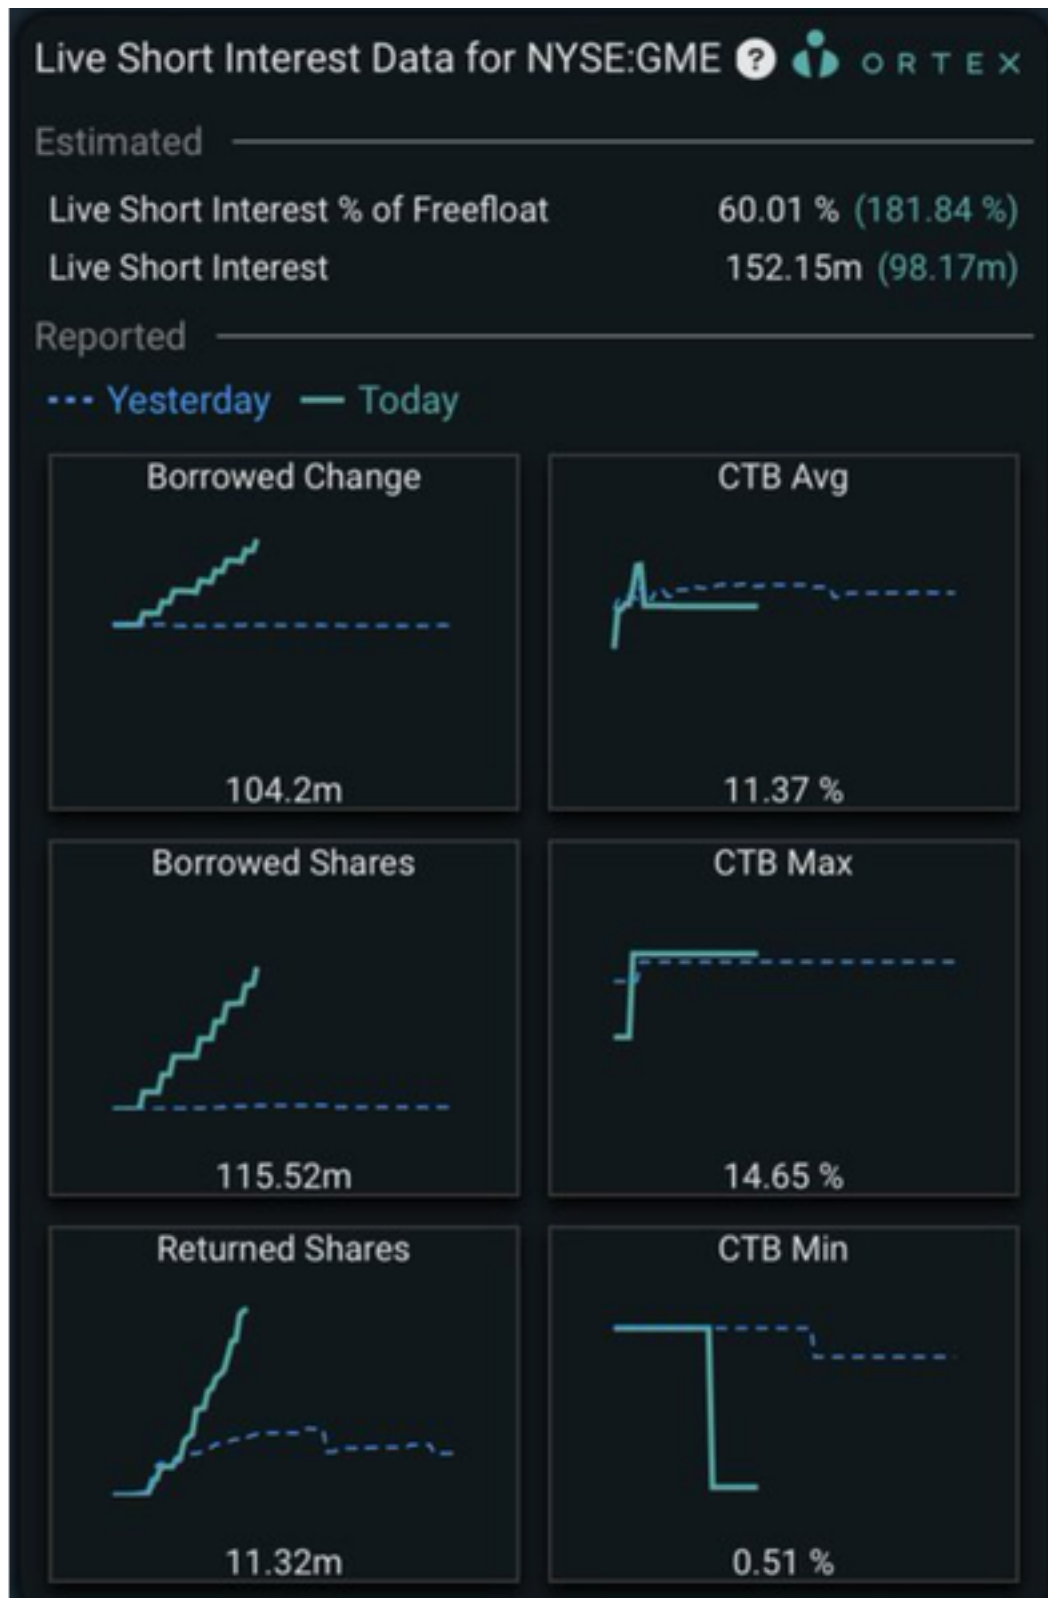 Live Short Interest Data for NYSE:GME ? ORTEX
Estimated
Live Short Interest % of Freefloat 60.01 % (181.84 %)
Live Short Interest 152.15m (98.17m)
Reported
Yesterday Today
Borrowed Change CTB Avg
104.2m 11.37 %
Borrowed Shares CTB Max
115.52m 14.65 %
Returned Shares CTB Min
11.32m 0.51 %